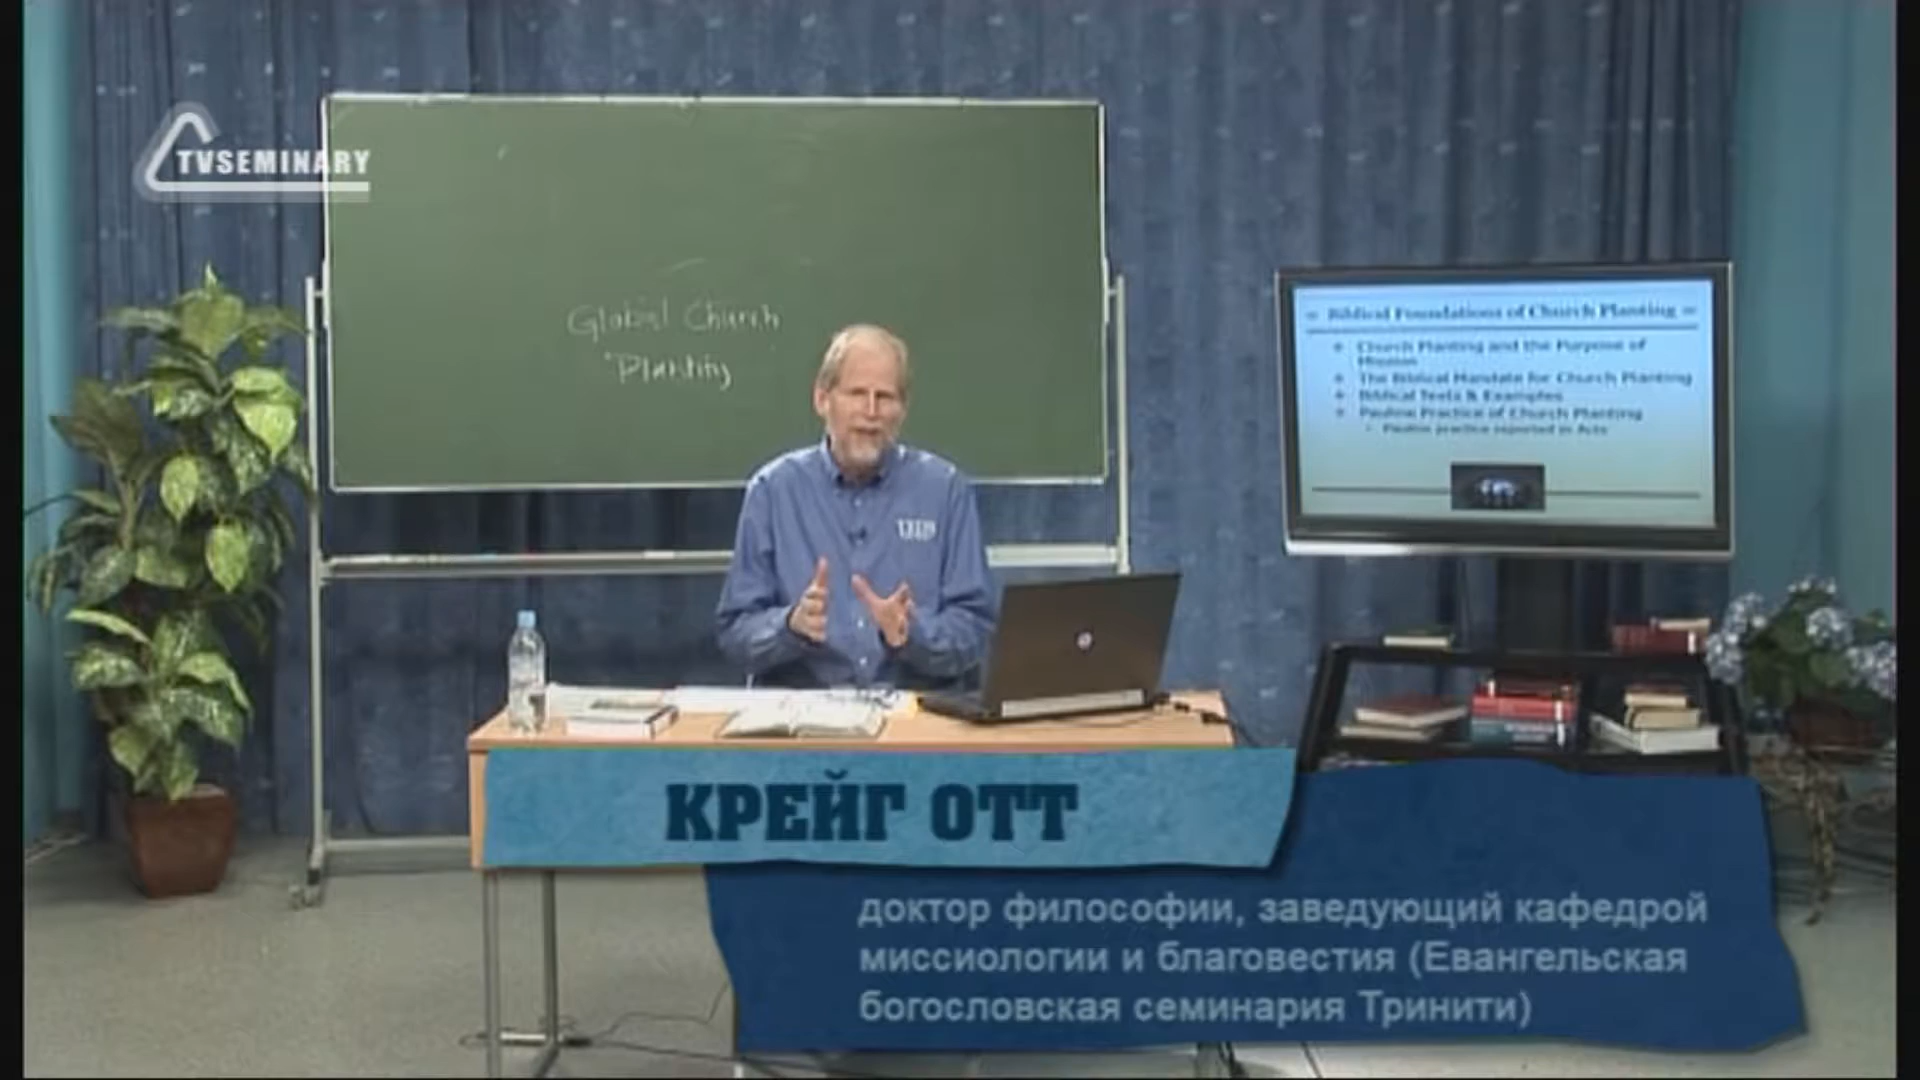 TVSEMINARY
Global Church
Planting
Biblical Foundations of Church Planting
Church Planting and the Purpose of
Mission
The Biblical Mandate for Church Planting
Biblical Texts & Examples
Pauline Practice of Church Planting
Pauline practice reported in Acts
КРЕЙГ ОТТ
доктор философии, заведующий кафедрой
миссиологии и благовестия (Евангельская
богословская семинария Тринити)